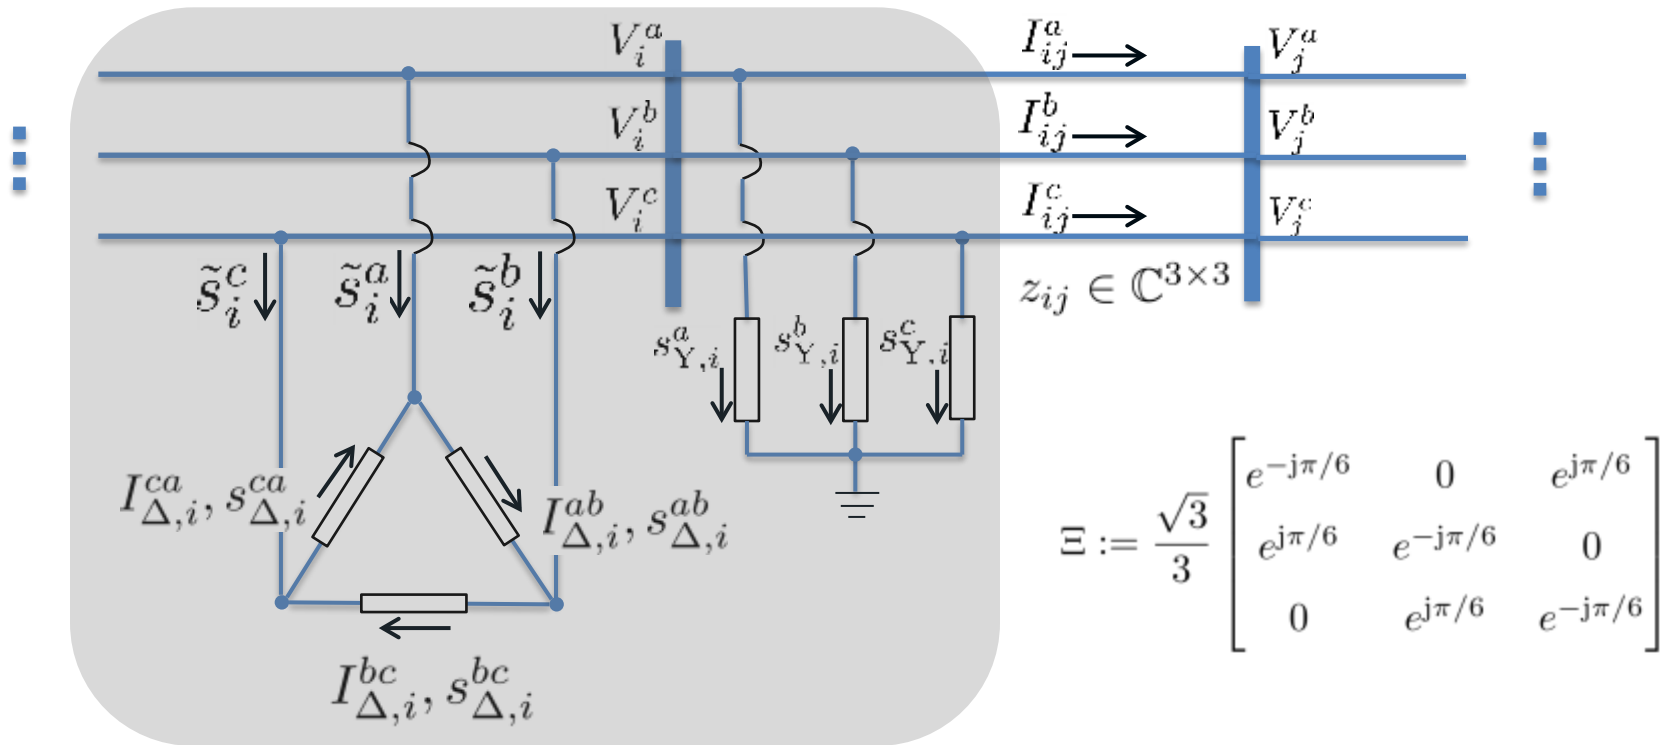 V_i^a
I_{ij}^a
V_j^a
V_i^b
I_{ij}^b
V_j^b
V_i^c
I_{ij}^c
V_j^c
s̃_i^c
s̃_i^a
s̃_i^b
z_{ij} ∈ ℂ^{3×3}
s_{Y,i}^a
s_{Y,i}^b
s_{Y,i}^c
I_{Δ,i}^{ca}, s_{Δ,i}^{ca}
I_{Δ,i}^{ab}, s_{Δ,i}^{ab}
I_{Δ,i}^{bc}, s_{Δ,i}^{bc}
Ξ := \frac{√3}{3} [
e^{-jπ/6} 0 e^{jπ/6}
e^{jπ/6} e^{-jπ/6} 0
0 e^{jπ/6} e^{-jπ/6} ]